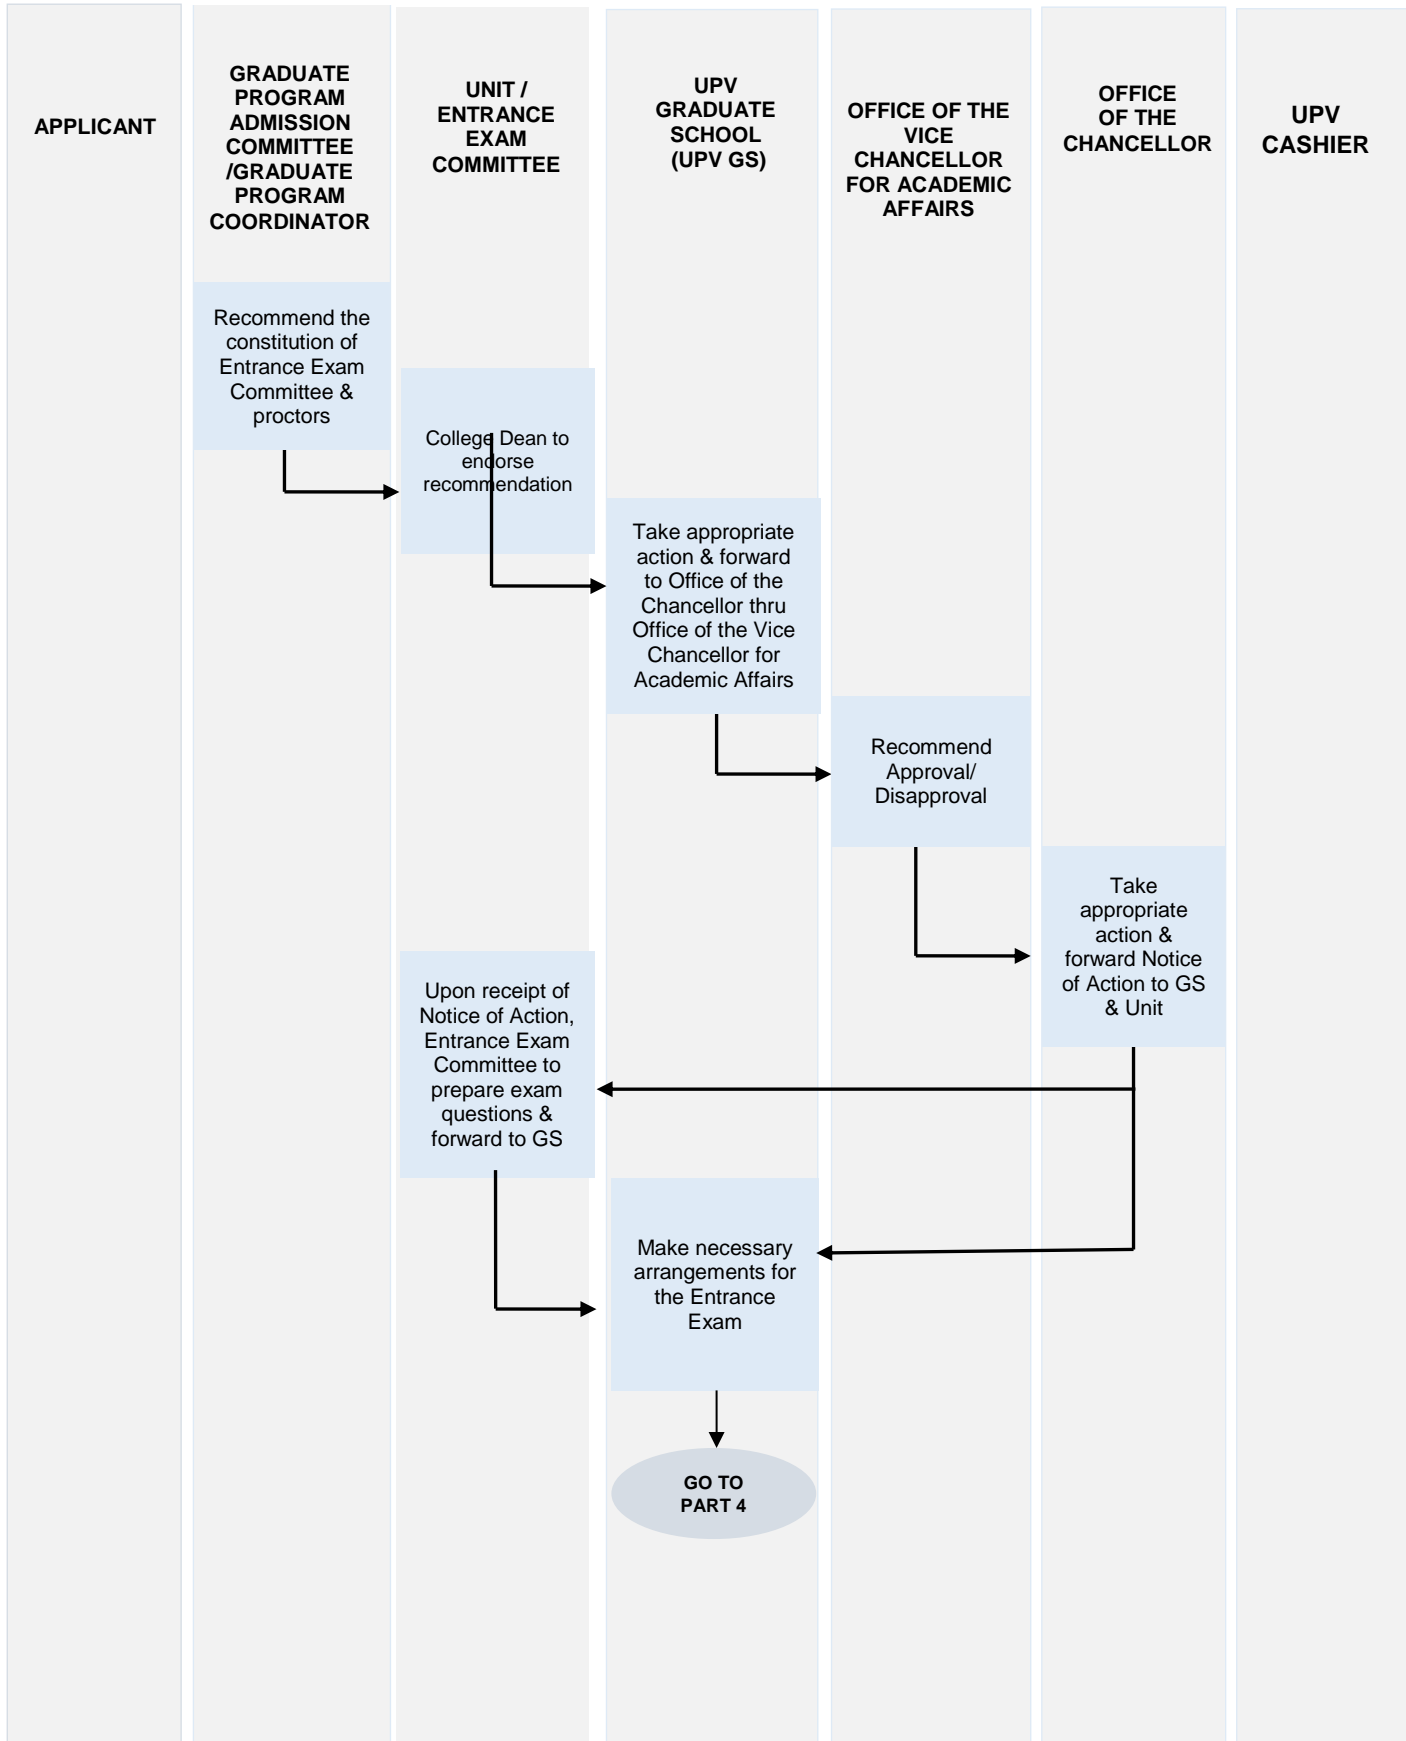 APPLICANT
GRADUATE
PROGRAM
ADMISSION
COMMITTEE
/GRADUATE
PROGRAM
COORDINATOR
UNIT /
ENTRANCE
EXAM
COMMITTEE
UPV
GRADUATE
SCHOOL
(UPV GS)
OFFICE OF THE
VICE
CHANCELLOR
FOR ACADEMIC
AFFAIRS
OFFICE
OF THE
CHANCELLOR
UPV
CASHIER
Recommend the
constitution of
Entrance Exam
Committee &
proctors
College Dean to
endorse
recommendation
Take appropriate
action & forward
to Office of the
Chancellor thru
Office of the Vice
Chancellor for
Academic Affairs
Recommend
Approval/
Disapproval
Take
appropriate
action &
forward Notice
of Action to GS
& Unit
Upon receipt of
Notice of Action,
Entrance Exam
Committee to
prepare exam
questions &
forward to GS
Make necessary
arrangements for
the Entrance
Exam
GO TO
PART 4